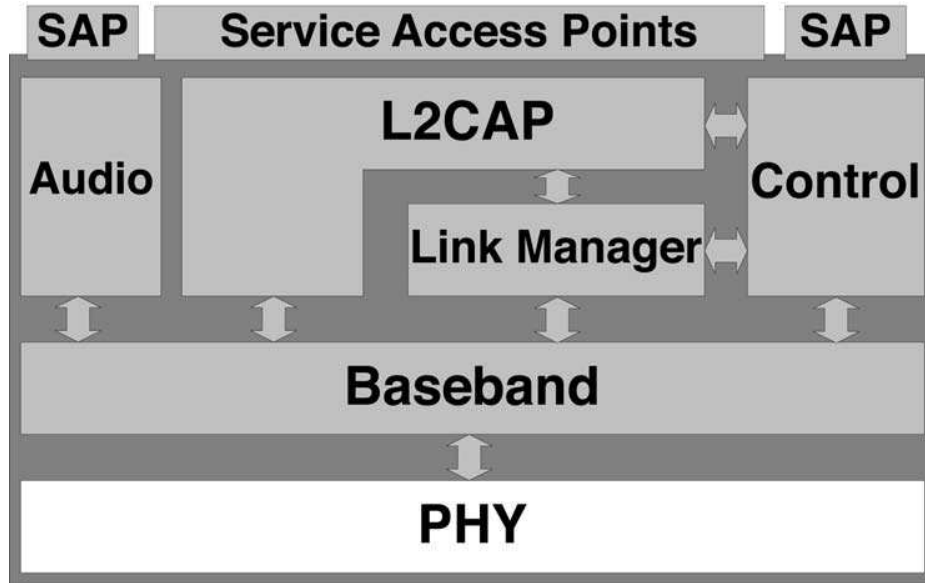 SAP
Service Access Points
SAP
Audio
L2CAP
Control
Link Manager
Baseband
PHY